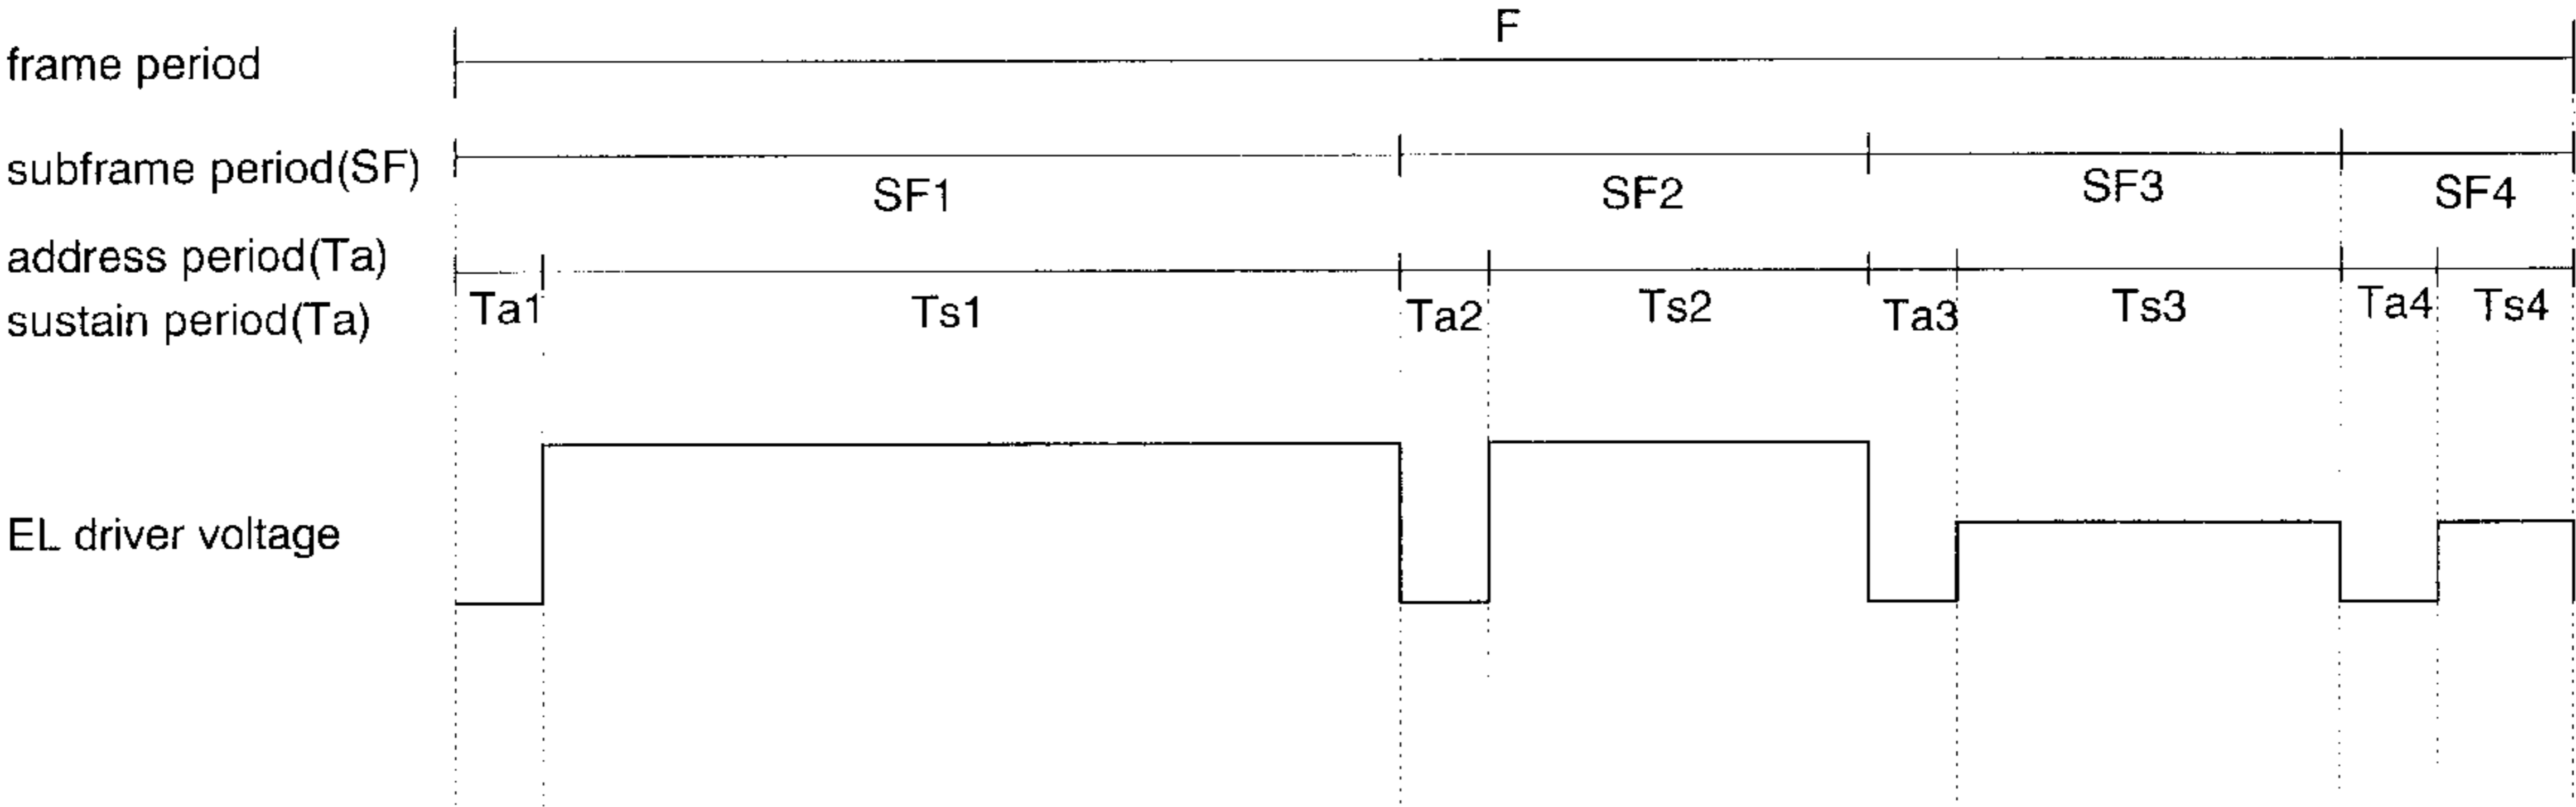 F
frame period
subframe period(SF)
SF1 SF2 SF3 SF4
address period(Ta)
sustain period(Ta)
Ta1 Ts1 Ta2 Ts2 Ta3 Ts3 Ta4 Ts4
EL driver voltage